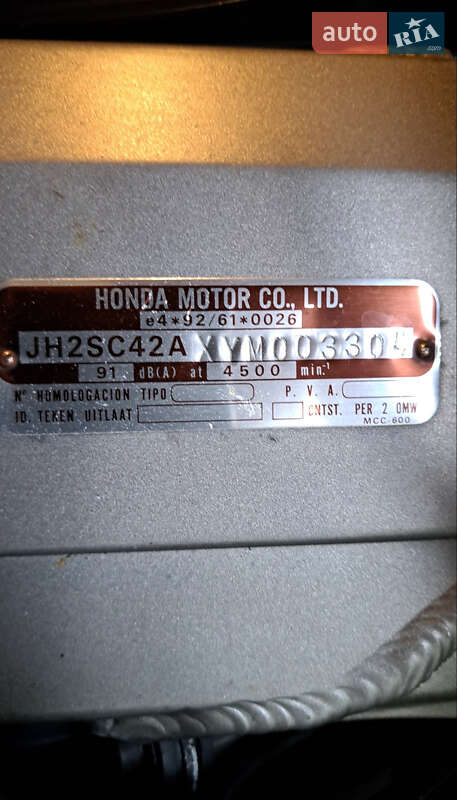 auto RIA.com
HONDA MOTOR CO., LTD.
e4*92/61*0026
JH2SC42A XYM003304
91 dB(A) at 4500 min.⁻¹
Nº HOMOLOGACIÓN TIPO P. V. A.
ID. TEKEN UITLAAT CNTST. PER 2 OMW
MCC-600